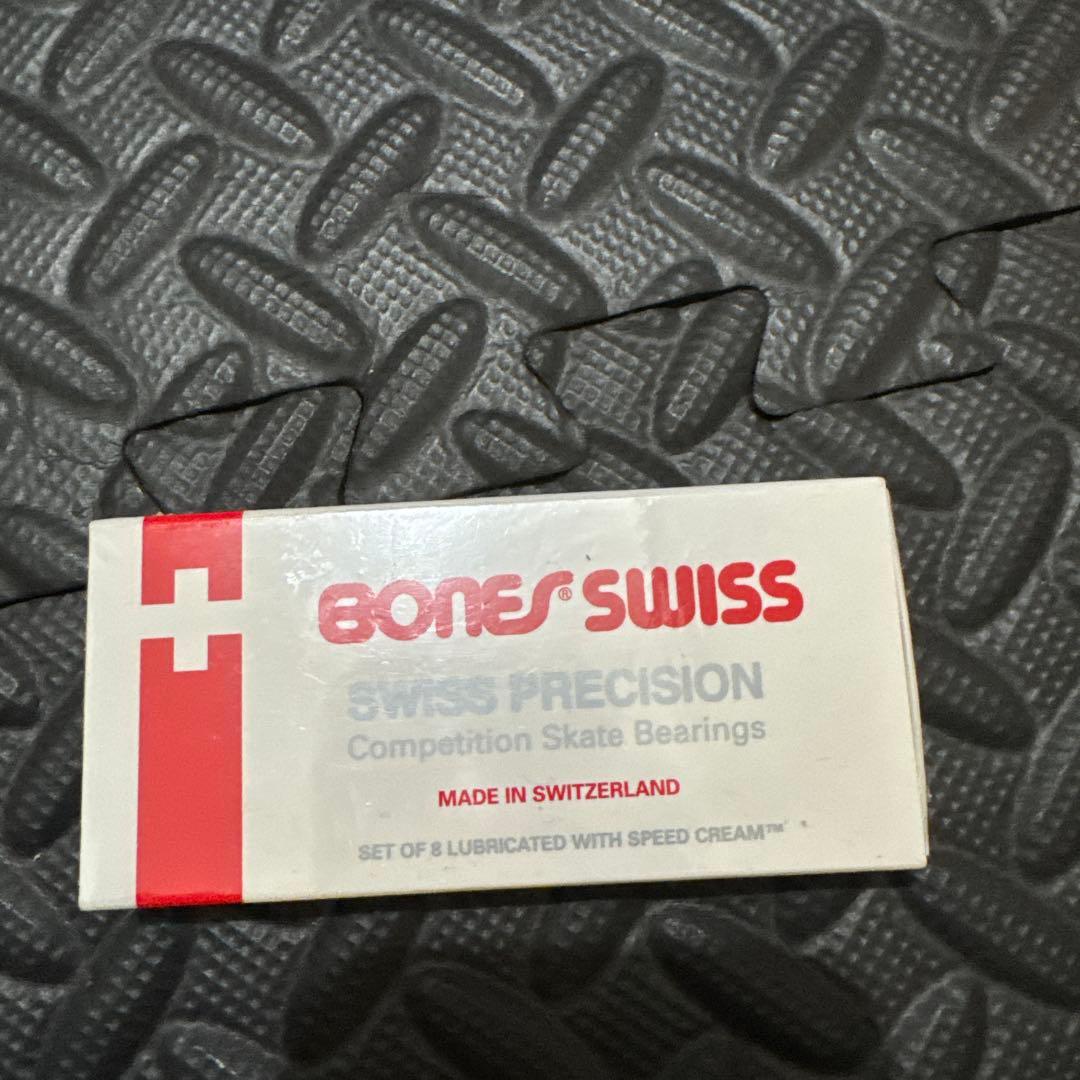 BONES® SWISS
SWISS PRECISION
Competition Skate Bearings
MADE IN SWITZERLAND
SET OF 8 LUBRICATED WITH SPEED CREAM™